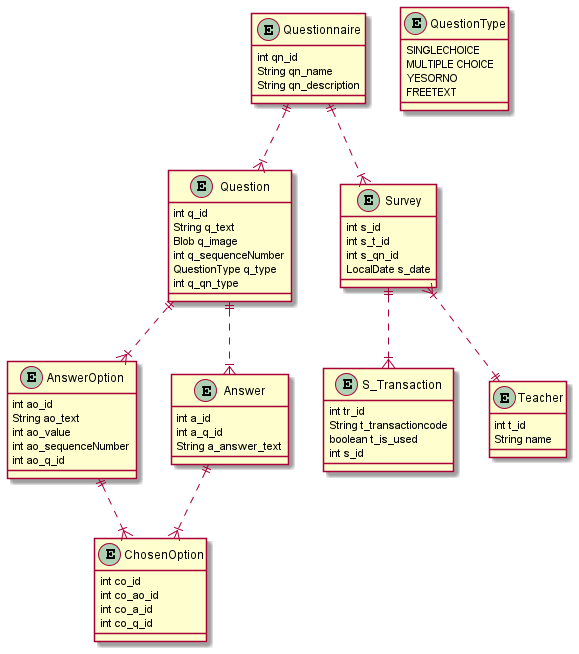 E Questionnaire
int qn_id
String qn_name
String qn_description
E QuestionType
SINGLECHOICE
MULTIPLE CHOICE
YESORNO
FREETEXT
E Question
int q_id
String q_text
Blob q_image
int q_sequenceNumber
QuestionType q_type
int q_qn_type
E Survey
int s_id
int s_t_id
int s_qn_id
LocalDate s_date
E AnswerOption
int ao_id
String ao_text
int ao_value
int ao_sequenceNumber
int ao_q_id
E Answer
int a_id
int a_q_id
String a_answer_text
E S_Transaction
int tr_id
String t_transactioncode
boolean t_is_used
int s_id
E Teacher
int t_id
String name
E ChosenOption
int co_id
int co_ao_id
int co_a_id
int co_q_id